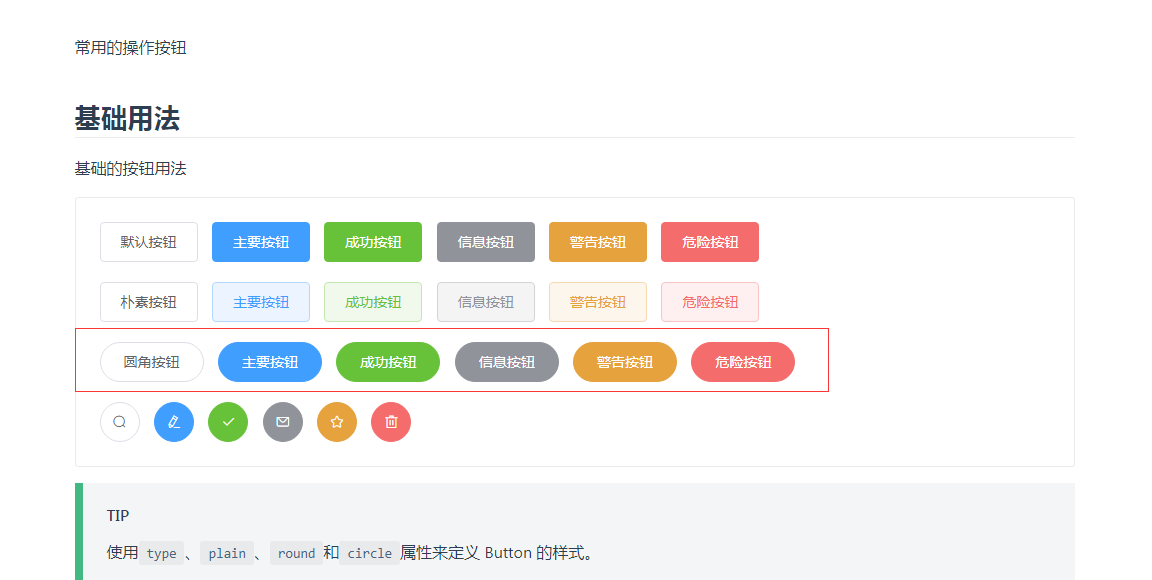 常用的操作按钮
基础用法
基础的按钮用法
默认按钮 主要按钮 成功按钮 信息按钮 警告按钮 危险按钮
朴素按钮 主要按钮 成功按钮 信息按钮 警告按钮 危险按钮
圆角按钮 主要按钮 成功按钮 信息按钮 警告按钮 危险按钮
TIP
使用 type 、 plain 、 round 和 circle 属性来定义 Button 的样式。